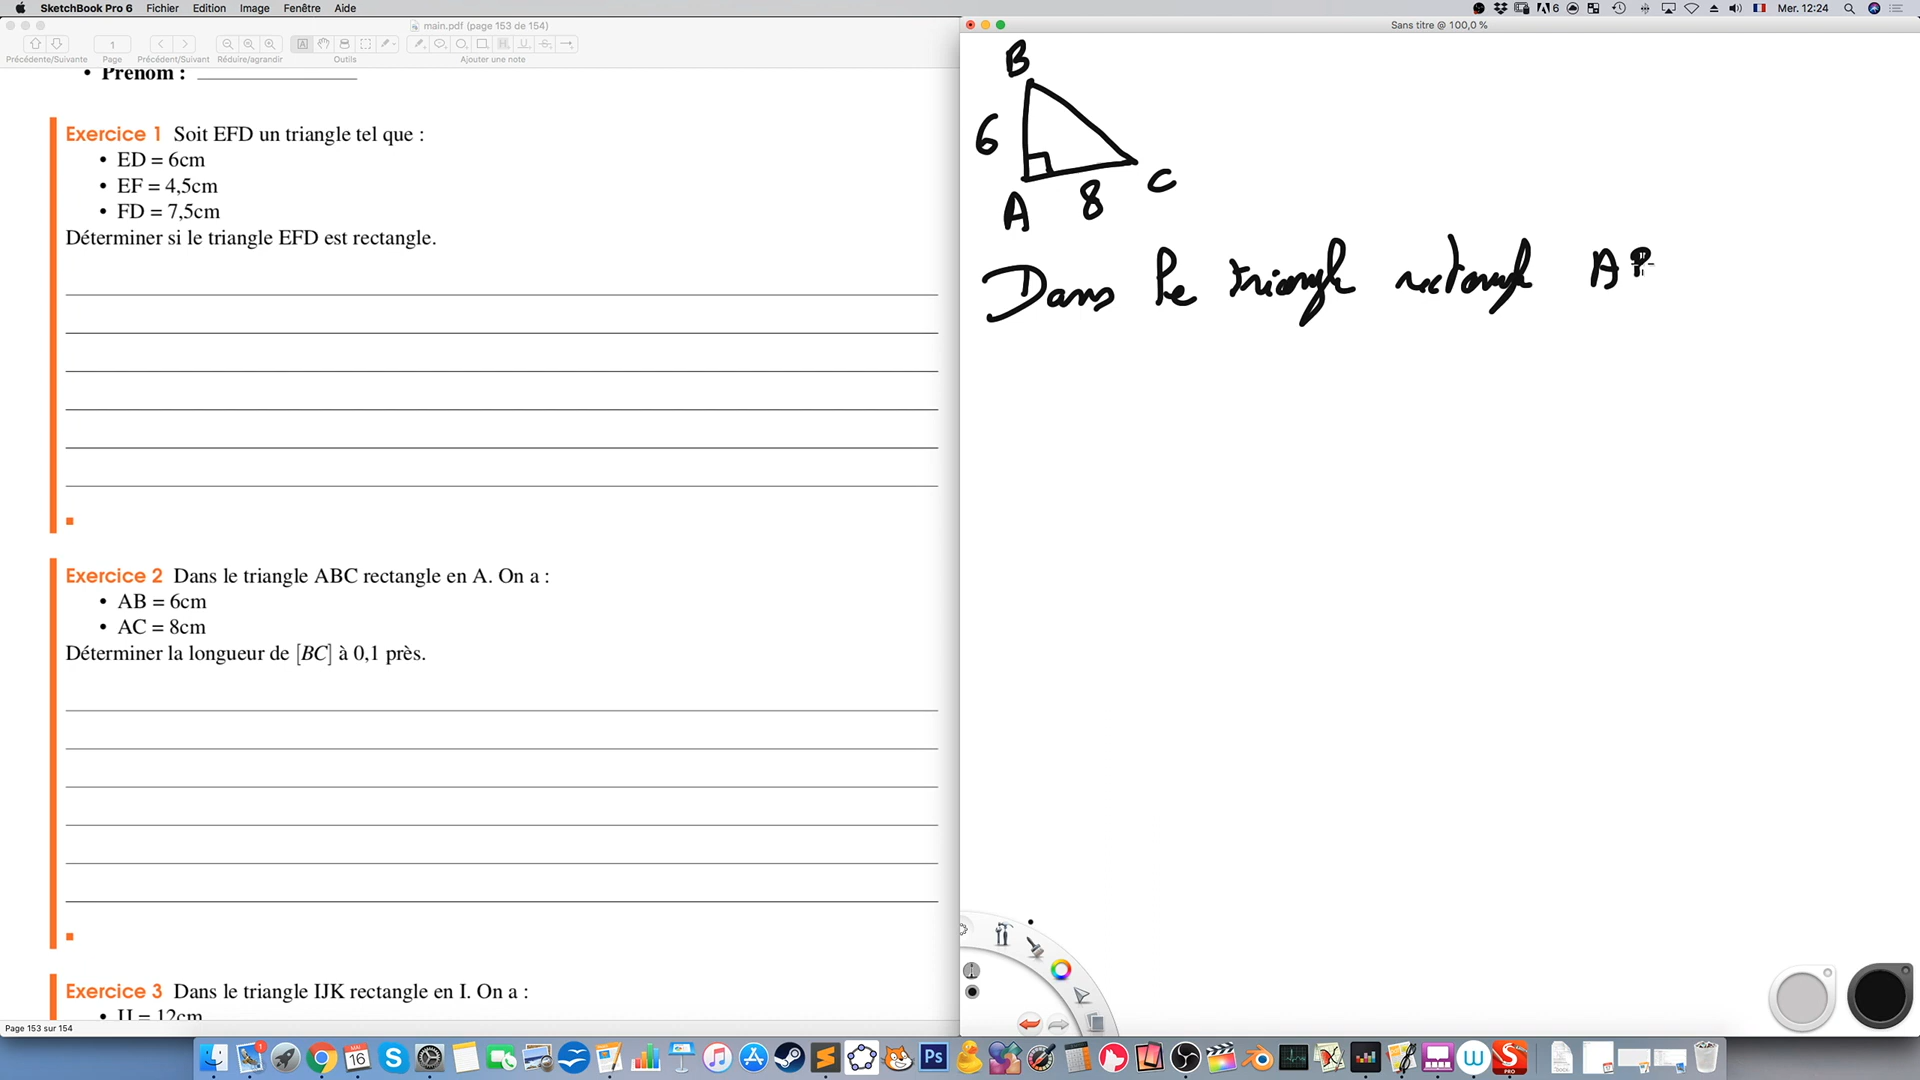 SketchBook Pro 6 Fichier Edition Image Fenêtre Aide
6 Mer. 12:24
main.pdf (page 153 de 154)
1
Précédente/Suivante Page Précédent/Suivant Réduire/agrandir Outils Ajouter une note
Sans titre @ 100,0 %
• Prénom :
Exercice 1 Soit EFD un triangle tel que :
• ED = 6cm
• EF = 4,5cm
• FD = 7,5cm
Déterminer si le triangle EFD est rectangle.
Exercice 2 Dans le triangle ABC rectangle en A. On a :
• AB = 6cm
• AC = 8cm
Déterminer la longueur de [BC] à 0,1 près.
Exercice 3 Dans le triangle IJK rectangle en I. On a :
• IJ = 12cm
Page 153 sur 154
B
6
A
8
C
Dans le triangle rectangle A